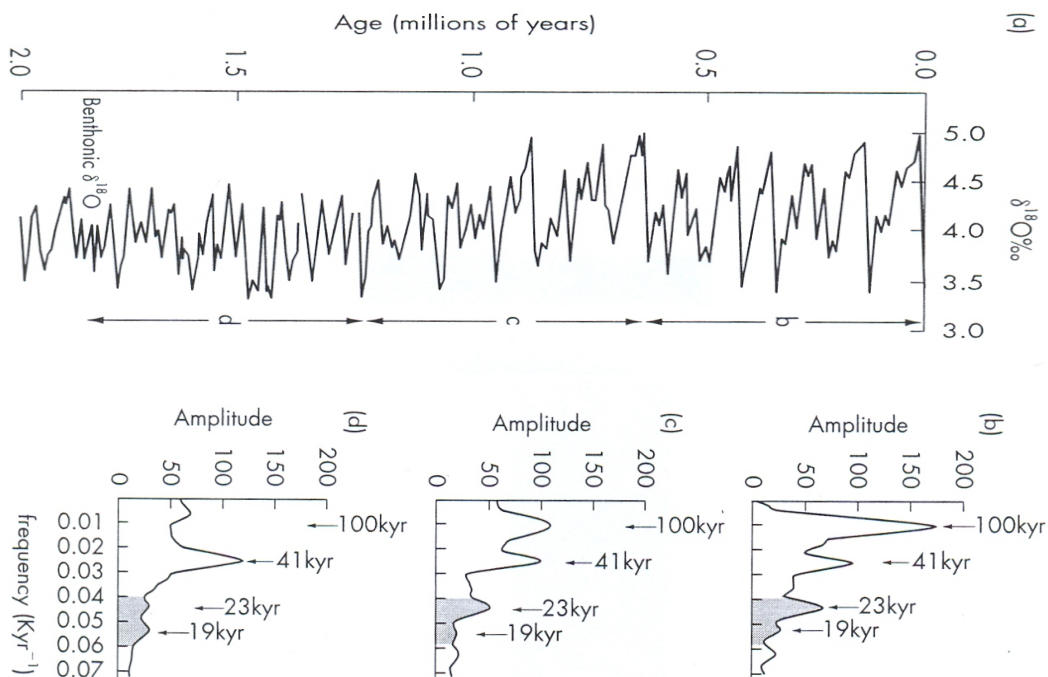 (a)
Age (millions of years)
2.0
1.5
1.0
0.5
0.0
5.0
4.5
4.0
3.5
3.0
δ¹⁸O‰
Benthonic δ¹⁸O
d
c
b
(d)
Amplitude
0
50
100
150
200
100kyr
41kyr
23kyr
19kyr
0.01
0.02
0.03
0.04
0.05
0.06
0.07
frequency (Kyr⁻¹)
(c)
Amplitude
0
50
100
150
200
100kyr
41kyr
23kyr
19kyr
(b)
Amplitude
0
50
100
150
200
100kyr
41kyr
23kyr
19kyr